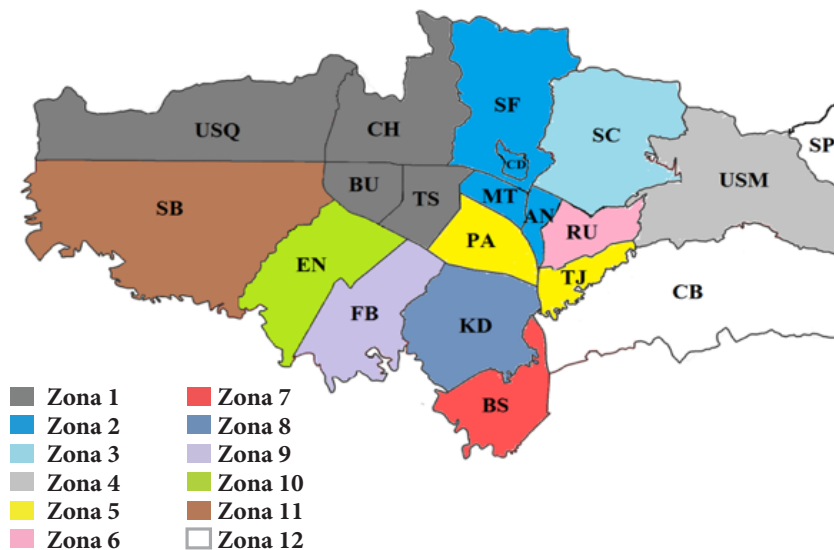 SF
CH
USQ
SC
SP
CD
USM
BU
TS
MT
SB
AN
RU
PA
EN
TJ
CB
FB
KD
BS
Zona 1
Zona 2
Zona 3
Zona 4
Zona 5
Zona 6
Zona 7
Zona 8
Zona 9
Zona 10
Zona 11
Zona 12